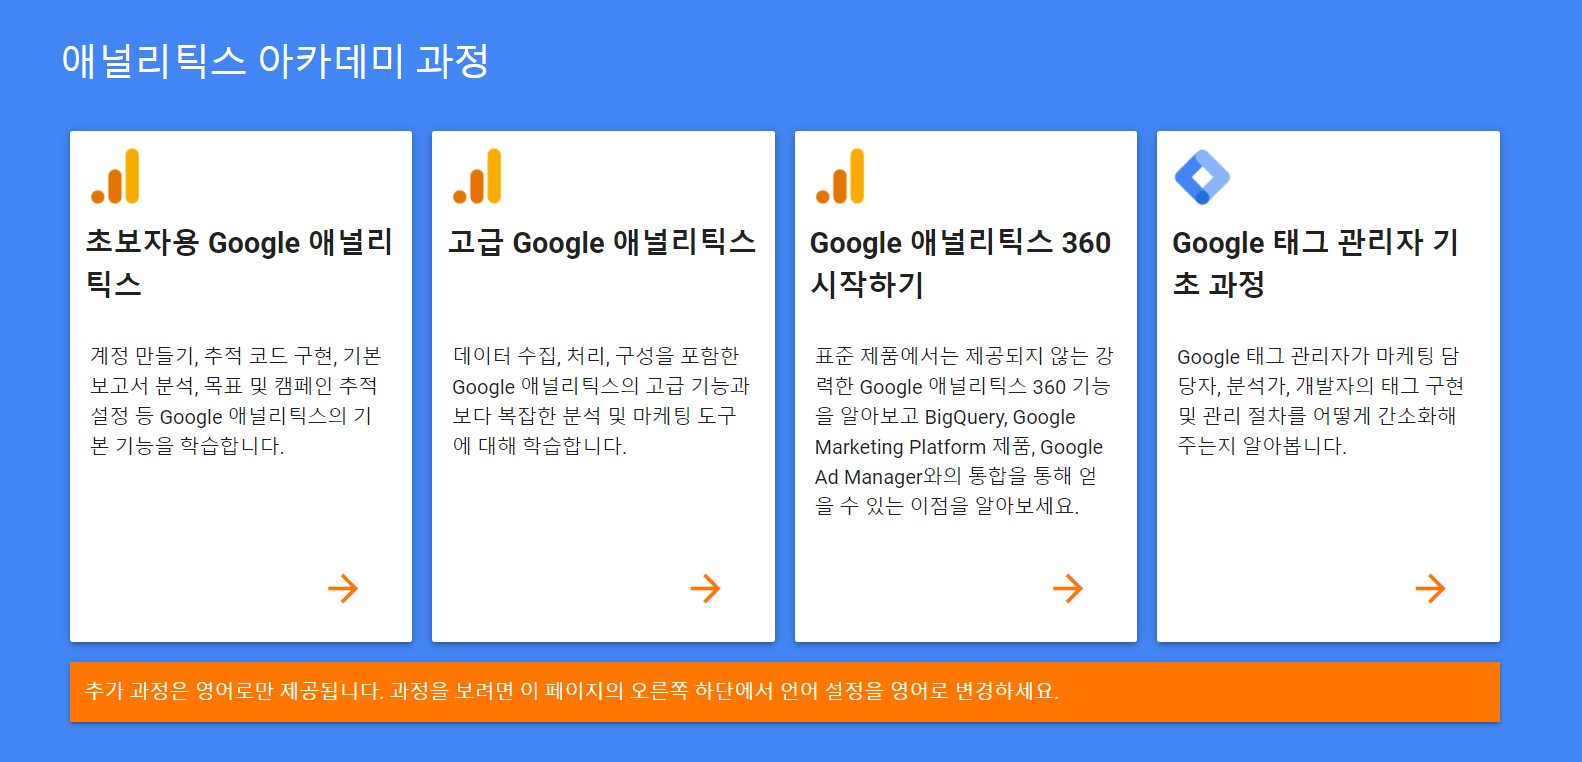 애널리틱스 아카데미 과정
초보자용 Google 애널리
틱스
계정 만들기, 추적 코드 구현, 기본
보고서 분석, 목표 및 캠페인 추적
설정 등 Google 애널리틱스의 기
본 기능을 학습합니다.
고급 Google 애널리틱스
데이터 수집, 처리, 구성을 포함한
Google 애널리틱스의 고급 기능과
보다 복잡한 분석 및 마케팅 도구
에 대해 학습합니다.
Google 애널리틱스 360
시작하기
표준 제품에서는 제공되지 않는 강
력한 Google 애널리틱스 360 기능
을 알아보고 BigQuery, Google
Marketing Platform 제품, Google
Ad Manager와의 통합을 통해 얻
을 수 있는 이점을 알아보세요.
Google 태그 관리자 기
초 과정
Google 태그 관리자가 마케팅 담
당자, 분석가, 개발자의 태그 구현
및 관리 절차를 어떻게 간소화해
주는지 알아봅니다.
추가 과정은 영어로만 제공됩니다. 과정을 보려면 이 페이지의 오른쪽 하단에서 언어 설정을 영어로 변경하세요.